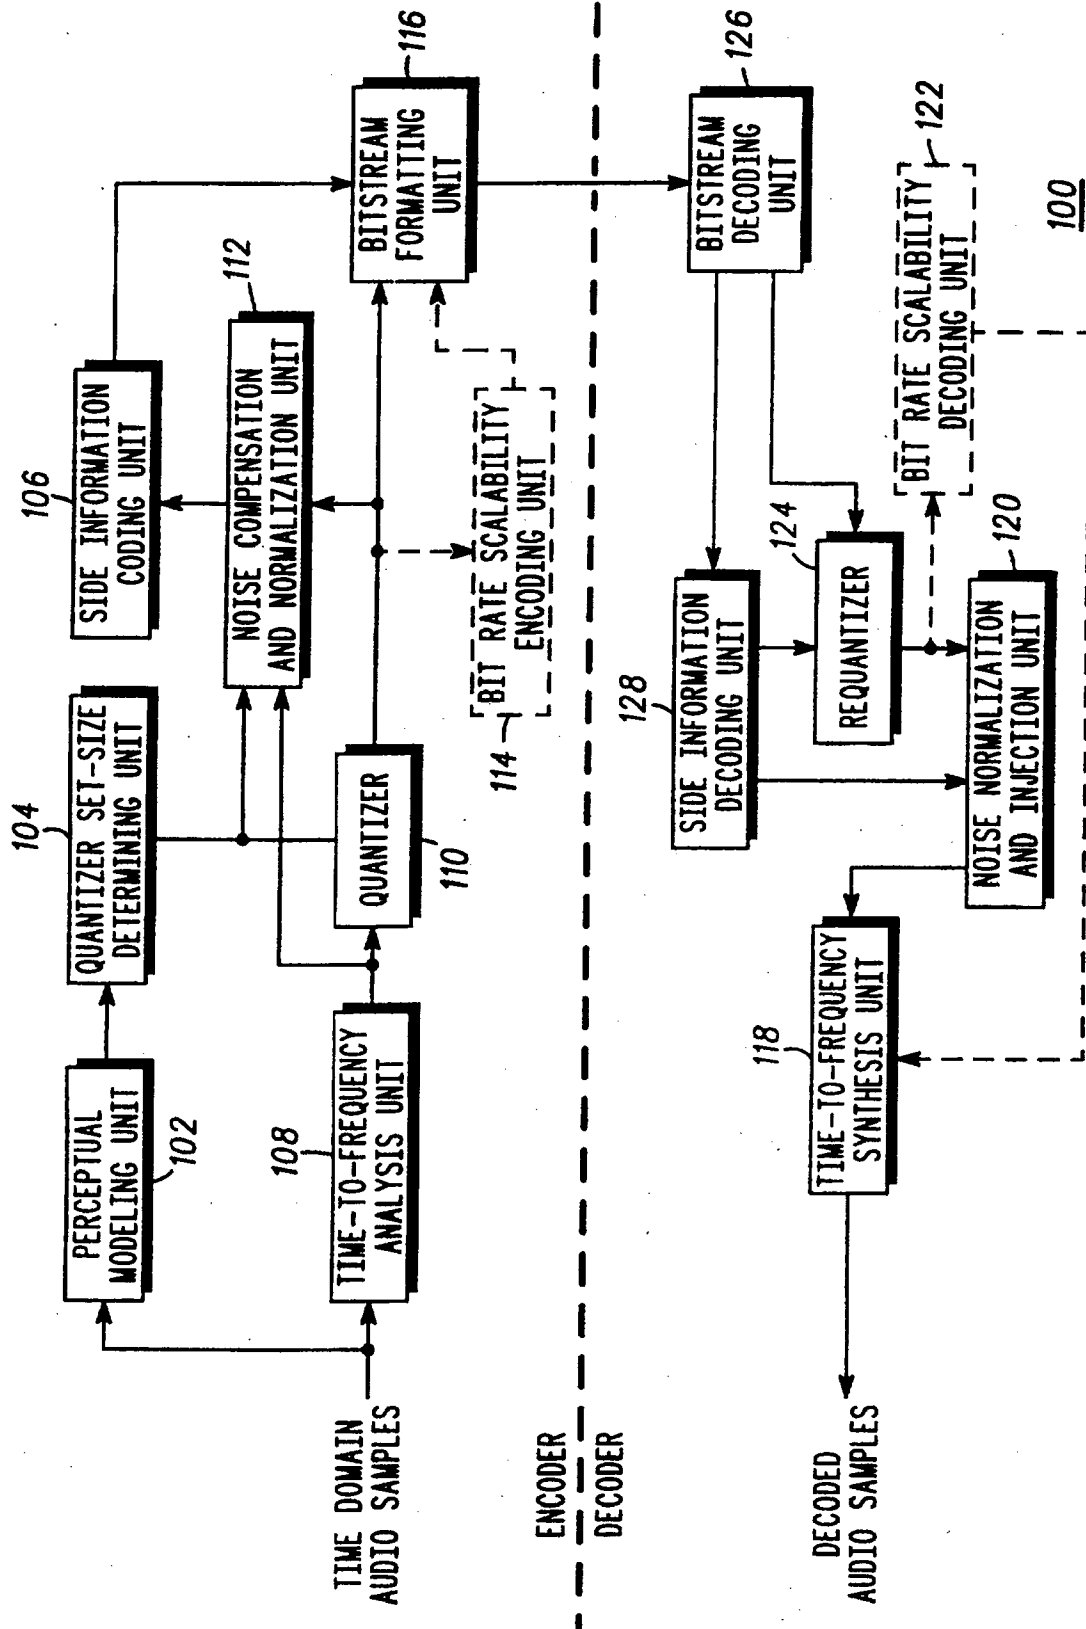 104
QUANTIZER SET-SIZE
DETERMINING UNIT
106
SIDE INFORMATION
CODING UNIT
PERCEPTUAL
MODELING UNIT
102
112
NOISE COMPENSATION
AND NORMALIZATION UNIT
116
BITSTREAM
FORMATTING
UNIT
108
TIME-TO-FREQUENCY
ANALYSIS UNIT
QUANTIZER
110
TIME DOMAIN
AUDIO SAMPLES
114
BIT RATE SCALABILITY
ENCODING UNIT
ENCODER
DECODER
128
SIDE INFORMATION
DECODING UNIT
126
BITSTREAM
DECODING
UNIT
124
REQUANTIZER
118
TIME-TO-FREQUENCY
SYNTHESIS UNIT
DECODED
AUDIO SAMPLES
122
BIT RATE SCALABILITY
DECODING UNIT
120
NOISE NORMALIZATION
AND INJECTION UNIT
100